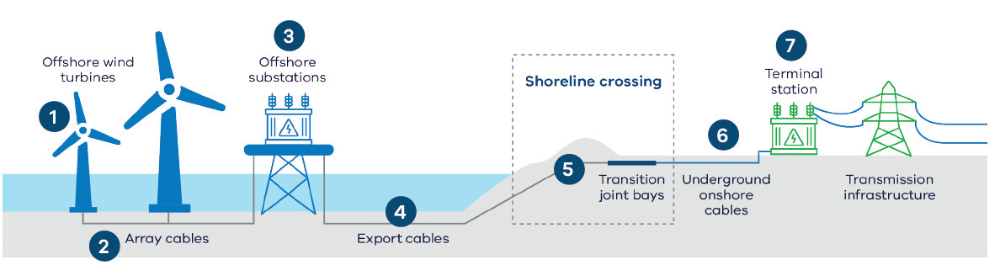 1
Offshore wind
turbines
2
Array cables
3
Offshore
substations
4
Export cables
Shoreline crossing
5
Transition
joint bays
6
Underground
onshore
cables
7
Terminal
station
Transmission
infrastructure